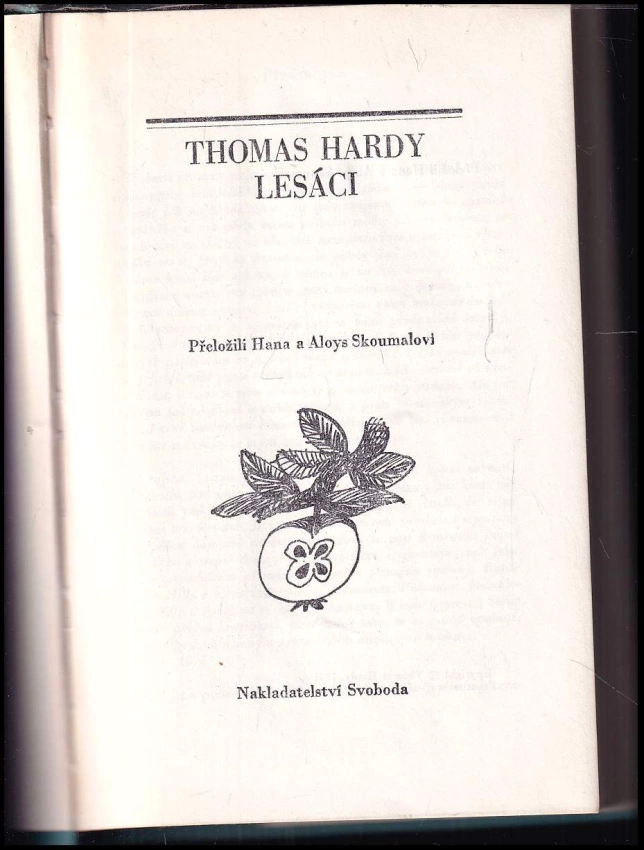 THOMAS HARDY
LESÁCI
Přeložili Hana a Aloys Skoumalovi
Nakladatelství Svoboda